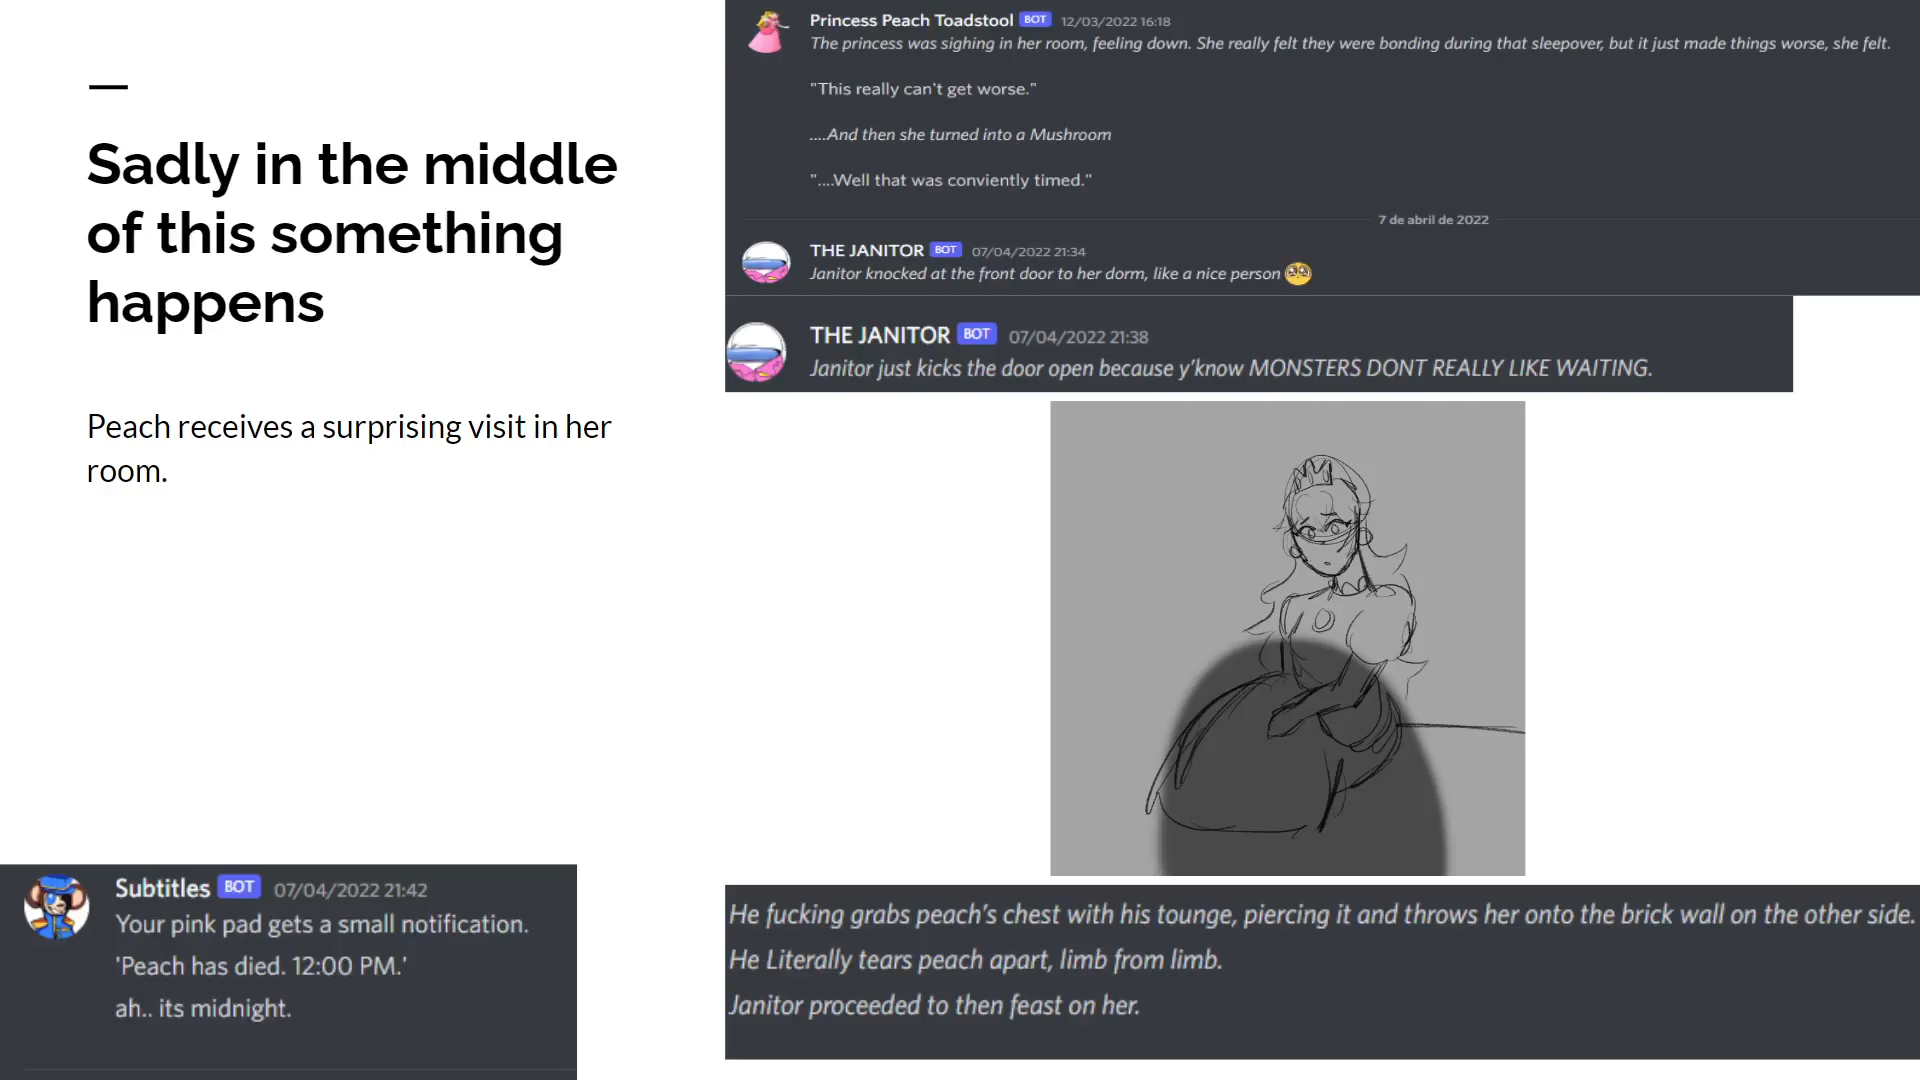 Sadly in the middle
of this something
happens
Peach receives a surprising visit in her
room.
Princess Peach Toadstool BOT 12/03/2022 16:18
The princess was sighing in her room, feeling down. She really felt they were bonding during that sleepover, but it just made things worse, she felt.
"This really can't get worse."
....And then she turned into a Mushroom
"....Well that was conviently timed."
7 de abril de 2022
THE JANITOR BOT 07/04/2022 21:34
Janitor knocked at the front door to her dorm, like a nice person
THE JANITOR BOT 07/04/2022 21:38
Janitor just kicks the door open because y'know MONSTERS DONT REALLY LIKE WAITING.
He fucking grabs peach's chest with his tounge, piercing it and throws her onto the brick wall on the other side.
He Literally tears peach apart, limb from limb.
Janitor proceeded to then feast on her.
Subtitles BOT 07/04/2022 21:42
Your pink pad gets a small notification.
'Peach has died. 12:00 PM.'
ah.. its midnight.